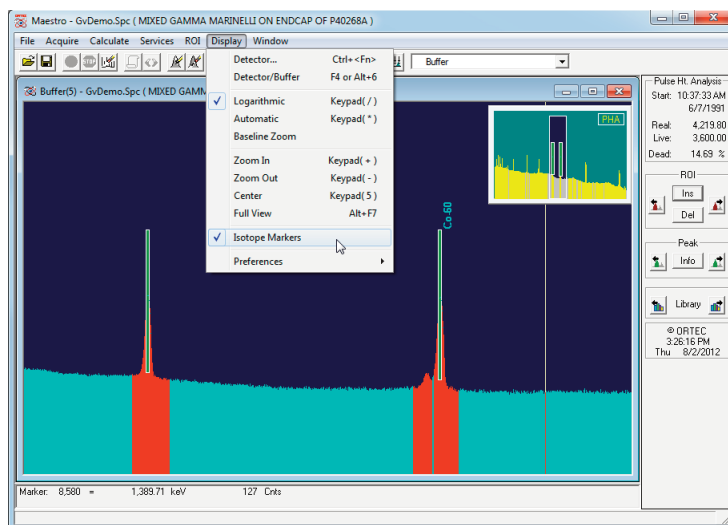 Maestro - GvDemo.Spc ( MIXED GAMMA MARINELLI ON ENDCAP OF P40268A )
File Acquire Calculate Services ROI Display Window
Buffer
Buffer(5) - GvDemo.Spc ( MIXED GAMM
Detector... Ctrl+<Fn>
Detector/Buffer F4 or Alt+6
Logarithmic Keypad( / )
Automatic Keypad( * )
Baseline Zoom
Zoom In Keypad( + )
Zoom Out Keypad( - )
Center Keypad( 5 )
Full View Alt+F7
Isotope Markers
Preferences
PHA
Co-60
Pulse Ht. Analysis
Start: 10:37:33 AM
6/7/1991
Real: 4,219.80
Live: 3,600.00
Dead: 14.69 %
ROI
Ins
Del
Peak
Info
Library
© ORTEC
3:26:16 PM
Thu 8/2/2012
Marker: 8,580 = 1,389.71 keV 127 Cnts